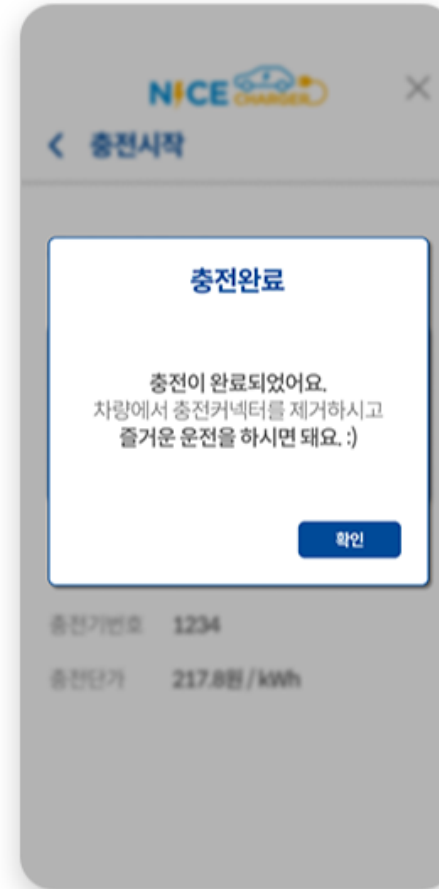 NICE
CHARGER
충전시작
충전완료
충전이 완료되었어요.
차량에서 충전커넥터를 제거하시고
즐거운 운전을 하시면 돼요. :)
확인
충전기번호 1234
충전단가 217.8원 / kWh